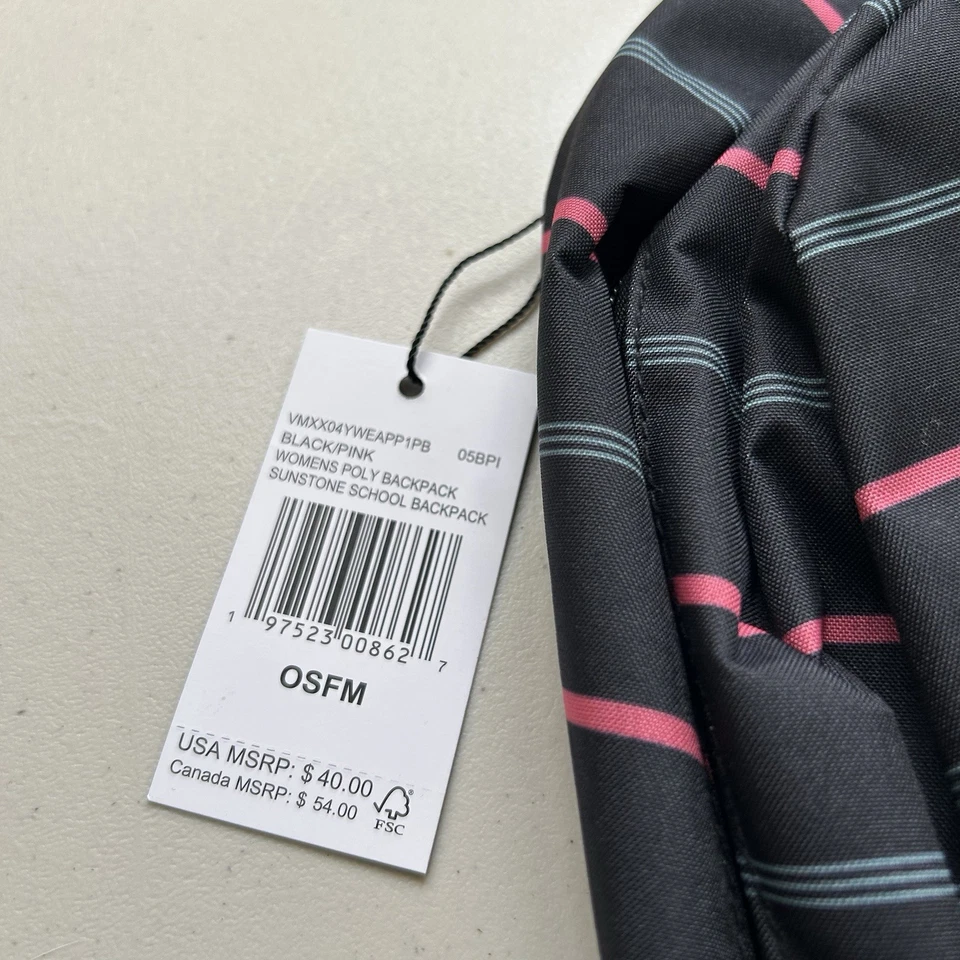 VMXX04YWEAPP1PB 05BPI
BLACK/PINK
WOMENS POLY BACKPACK
SUNSTONE SCHOOL BACKPACK
1 97523 00862 7
OSFM
USA MSRP: $ 40.00
Canada MSRP: $ 54.00
FSC